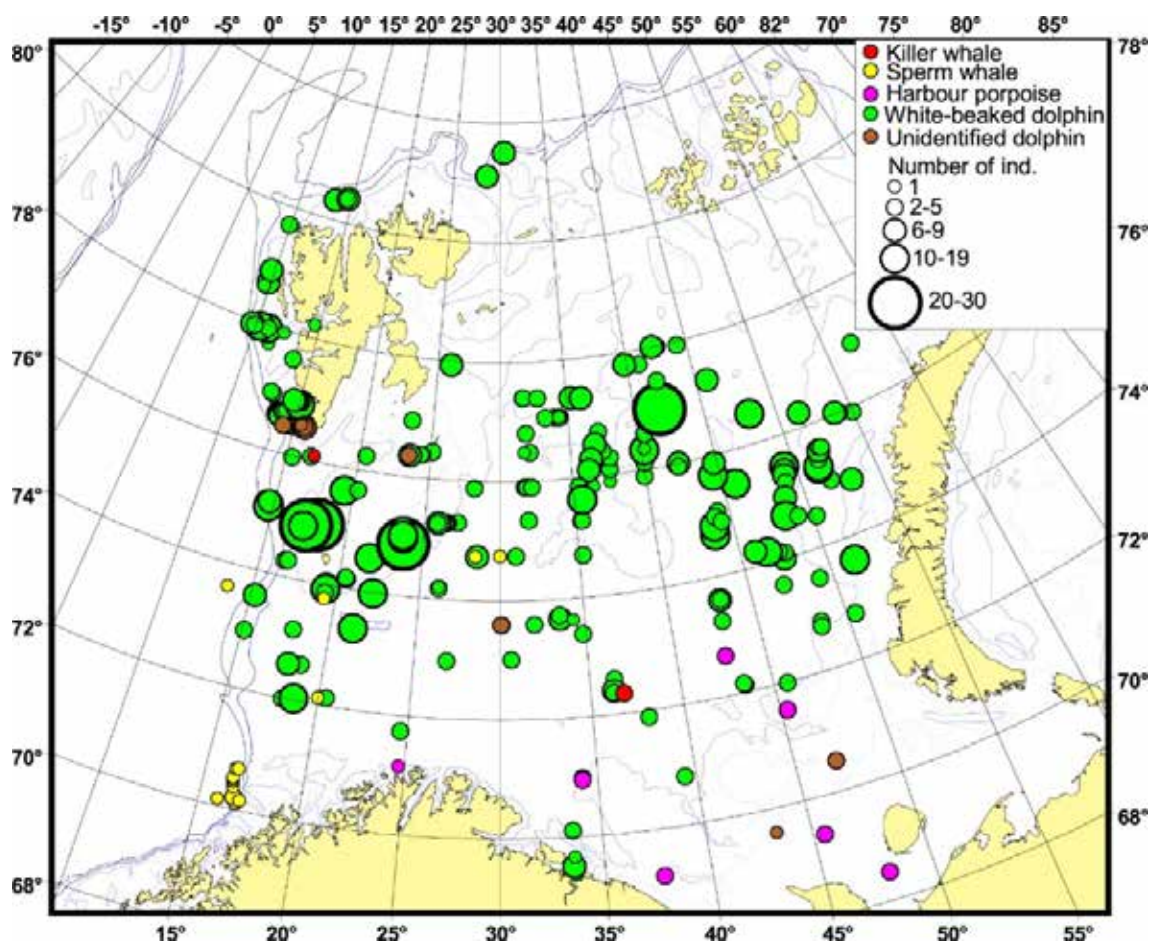 -15° -10° -5° 0° 5° 10° 15° 20° 25° 30° 35° 40° 45° 50° 55° 60° 82° 70° 75° 80° 85°
80° 78°
Killer whale
Sperm whale
Harbour porpoise
White-beaked dolphin
Unidentified dolphin
Number of ind.
1
2-5
6-9
10-19
20-30
78° 76°
76° 74°
74° 72°
72° 70°
70° 68°
68°
15° 20° 25° 30° 35° 40° 45° 50° 55°